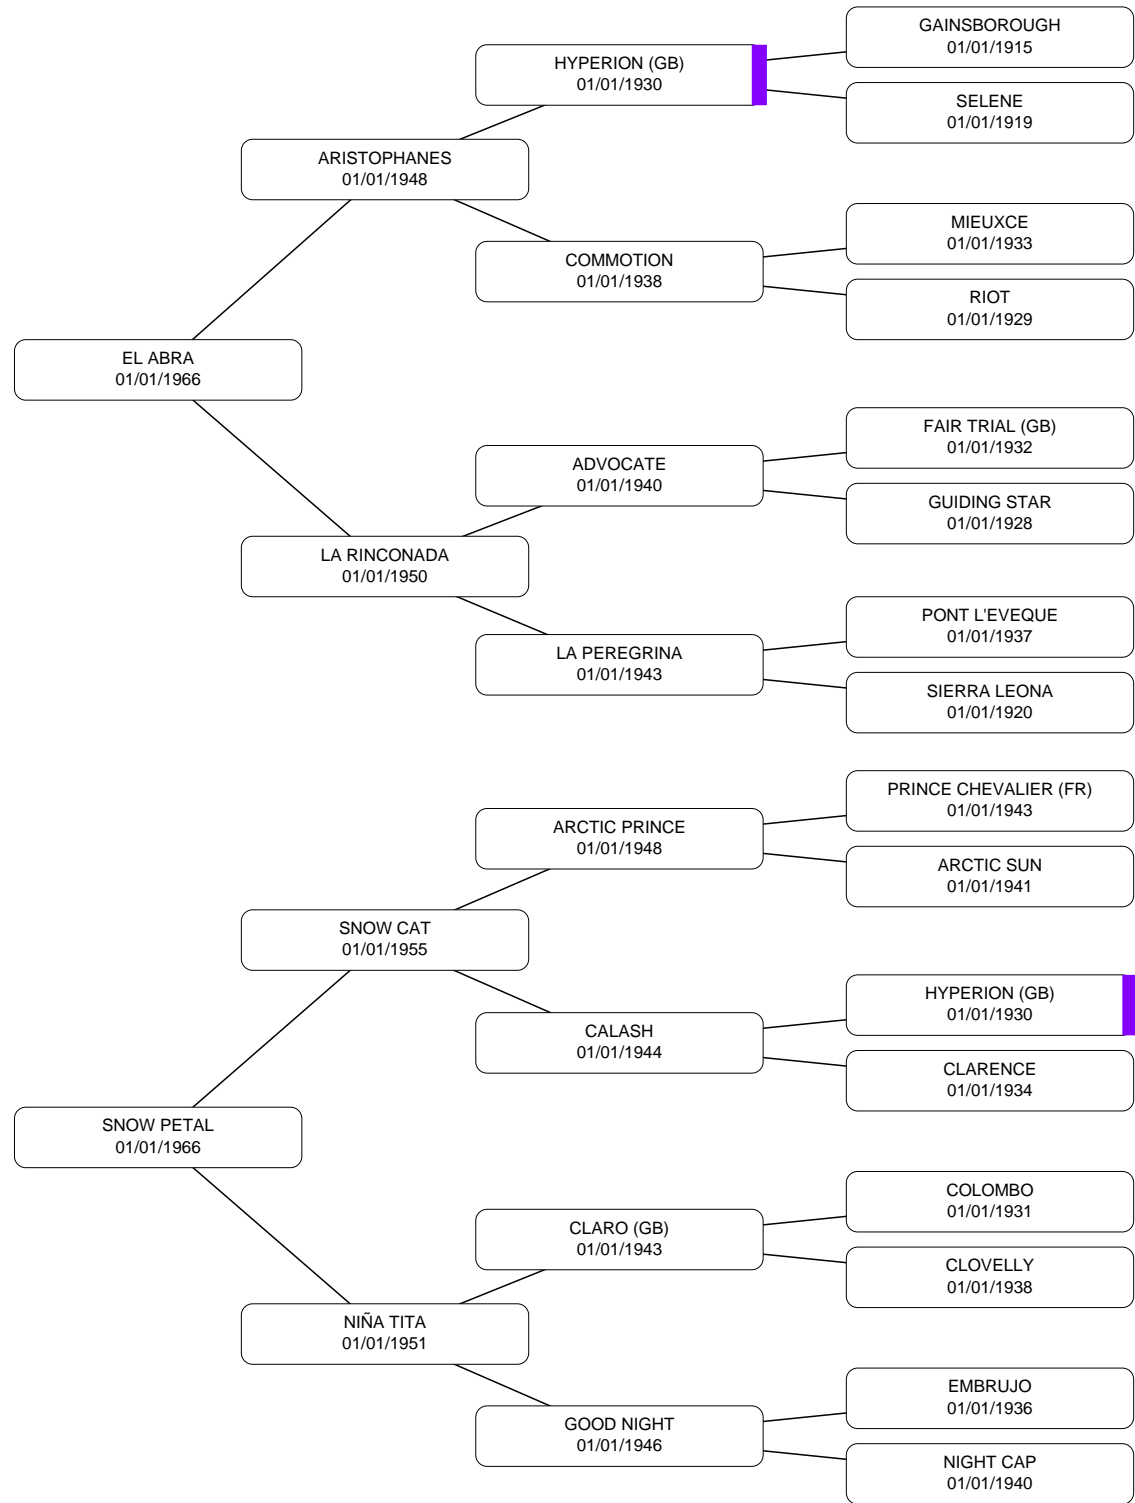 GAINSBOROUGH
01/01/1915
HYPERION (GB)
01/01/1930
SELENE
01/01/1919
ARISTOPHANES
01/01/1948
MIEUXCE
01/01/1933
COMMOTION
01/01/1938
RIOT
01/01/1929
EL ABRA
01/01/1966
FAIR TRIAL (GB)
01/01/1932
ADVOCATE
01/01/1940
GUIDING STAR
01/01/1928
LA RINCONADA
01/01/1950
PONT L'EVEQUE
01/01/1937
LA PEREGRINA
01/01/1943
SIERRA LEONA
01/01/1920
PRINCE CHEVALIER (FR)
01/01/1943
ARCTIC PRINCE
01/01/1948
ARCTIC SUN
01/01/1941
SNOW CAT
01/01/1955
HYPERION (GB)
01/01/1930
CALASH
01/01/1944
CLARENCE
01/01/1934
SNOW PETAL
01/01/1966
COLOMBO
01/01/1931
CLARO (GB)
01/01/1943
CLOVELLY
01/01/1938
NIÑA TITA
01/01/1951
EMBRUJO
01/01/1936
GOOD NIGHT
01/01/1946
NIGHT CAP
01/01/1940